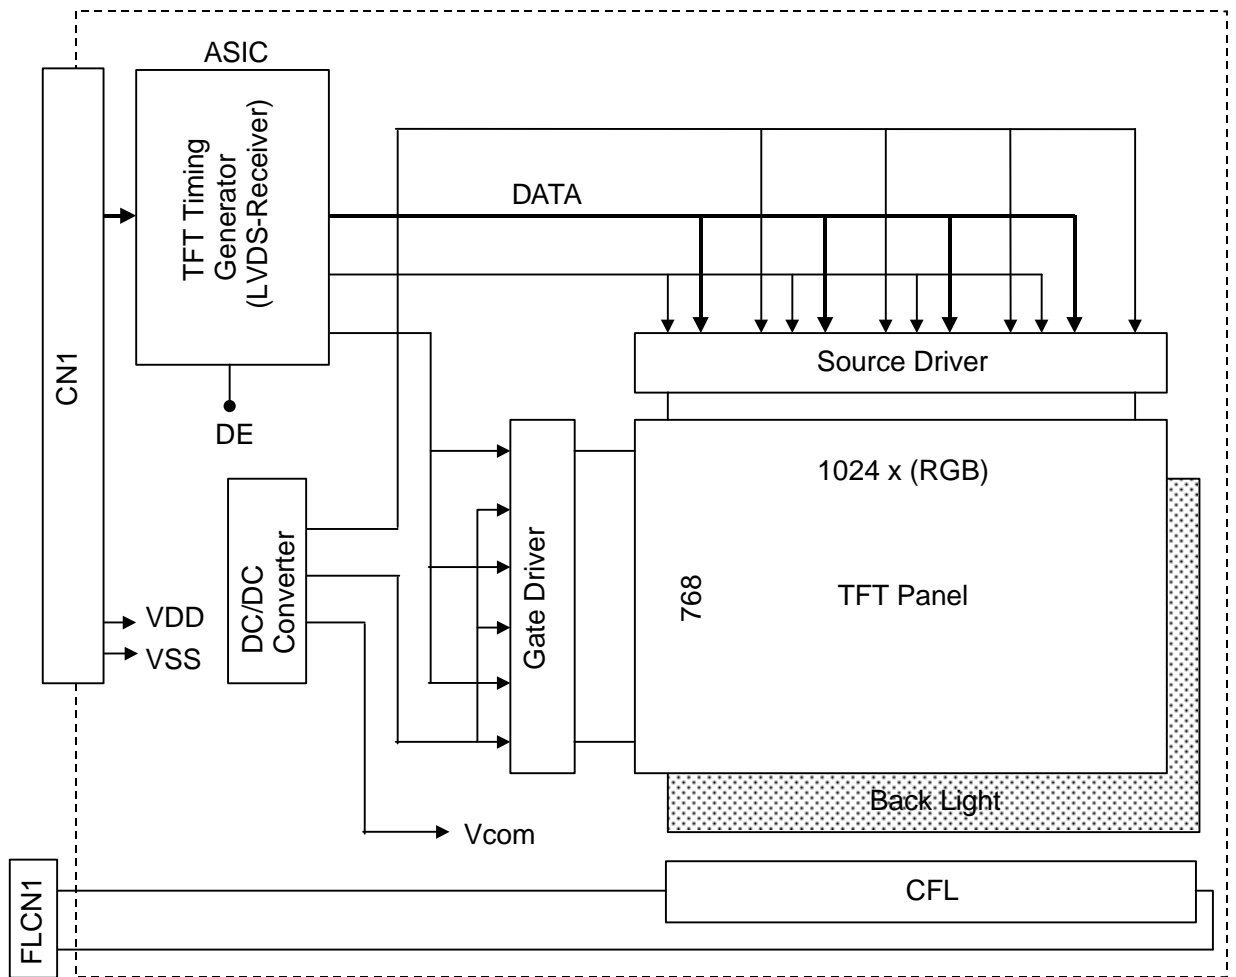 ASIC
TFT Timing
Generator
(LVDS-Receiver)
DATA
CN1
Source Driver
DE
1024 x (RGB)
DC/DC
Converter
Gate Driver
768
TFT Panel
VDD
VSS
Back Light
Vcom
FLCN1
CFL